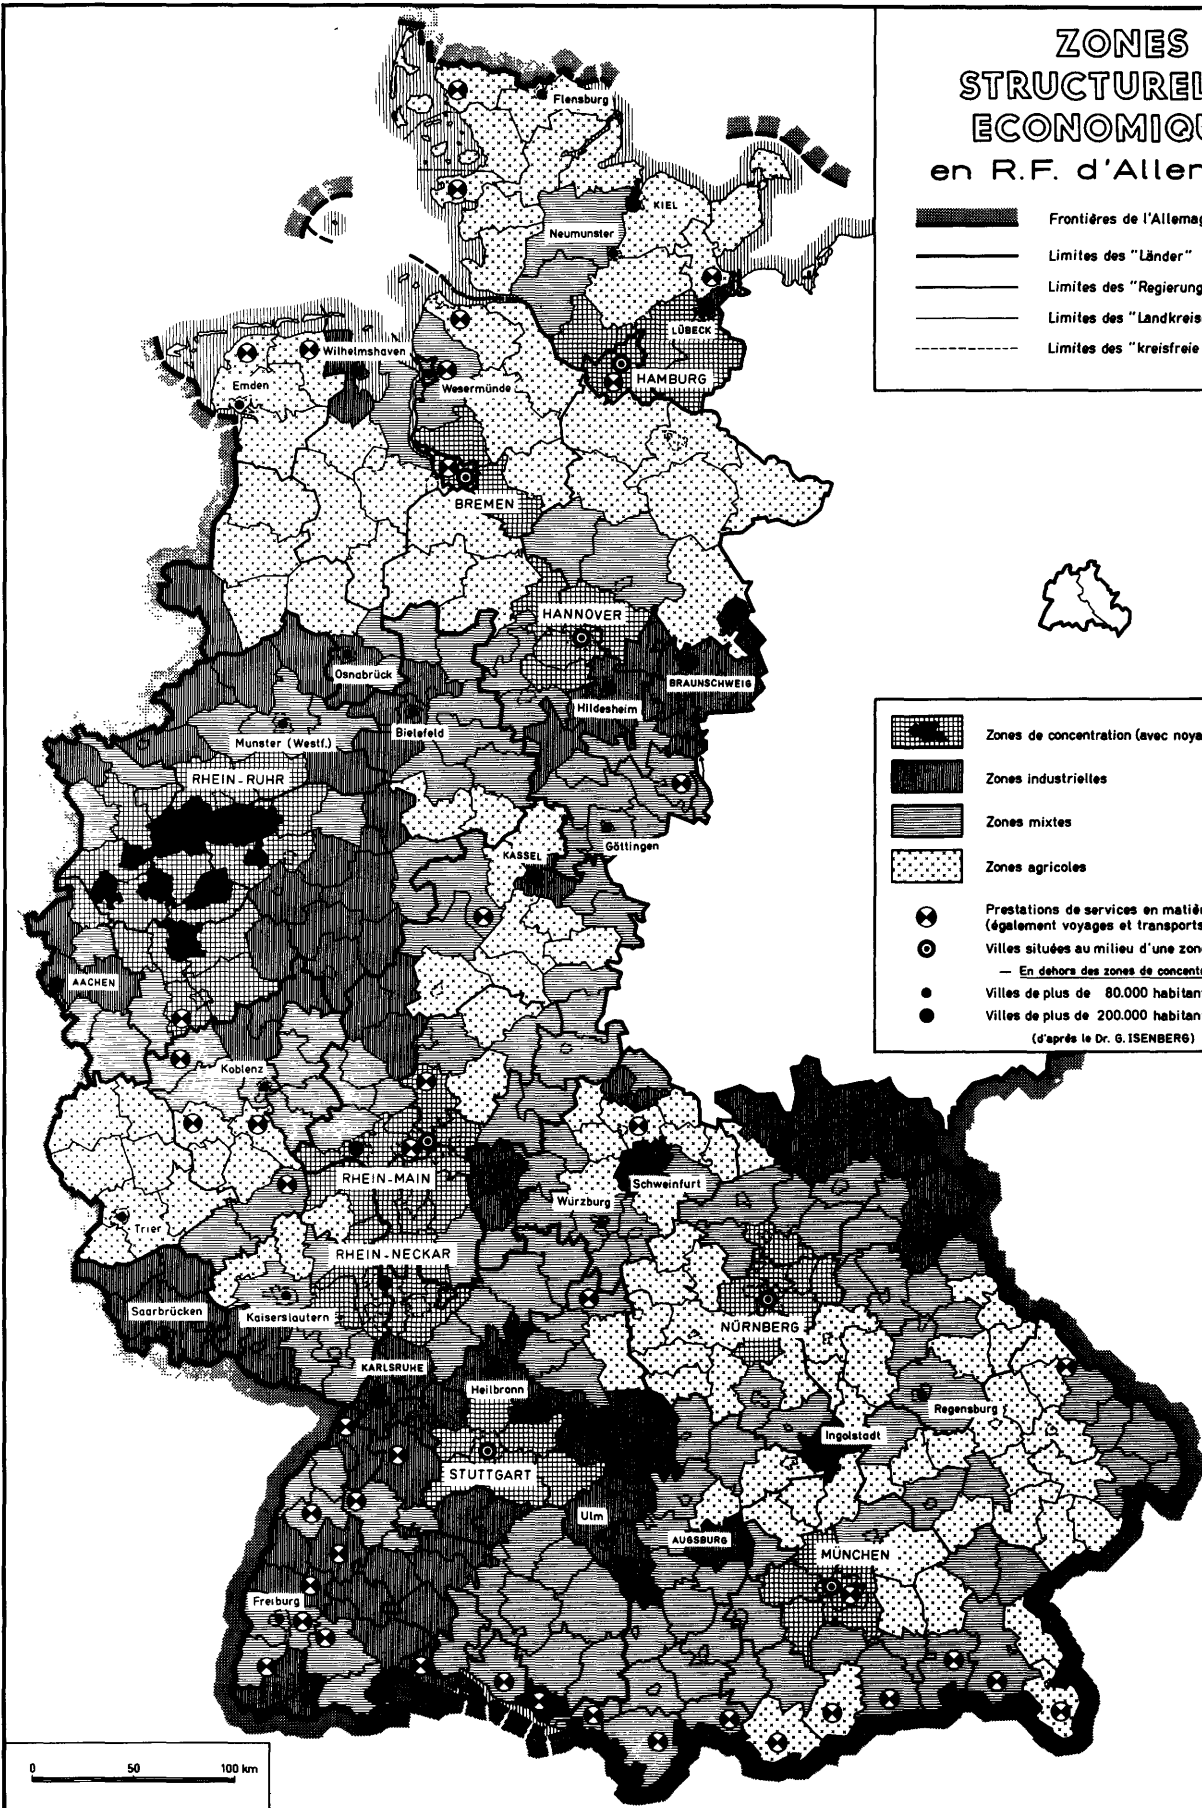 ZONES
STRUCTUREL
ECONOMIQU
en R.F. d'Allem
Frontières de l'Allemag
Limites des "Länder"
Limites des "Regierung
Limites des "Landkreis
Limites des "kreisfreie
Flensburg
KIEL
Neumunster
LÜBECK
Wilhelmshaven
HAMBURG
Emden
Wesermünde
BREMEN
HANNOVER
Osnabrück
BRAUNSCHWEIG
Hildesheim
Bielefeld
Munster (Westf.)
RHEIN-RUHR
KASSEL
Göttingen
AACHEN
Koblenz
RHEIN-MAIN
Schweinfurt
Würzburg
Trier
RHEIN-NECKAR
Saarbrücken
Kaiserslautern
NÜRNBERG
KARLSRUHE
Heilbronn
Regensburg
Ingolstadt
STUTTGART
Ulm
AUGSBURG
MÜNCHEN
Freiburg
Zones de concentration (avec noya
Zones industrielles
Zones mixtes
Zones agricoles
Prestations de services en matiè
(également voyages et transports
Villes situées au milieu d'une zon
— En dehors des zones de concent
Villes de plus de 80.000 habitan
Villes de plus de 200.000 habitan
(d'après le Dr. G. ISENBERG)
0 50 100 km